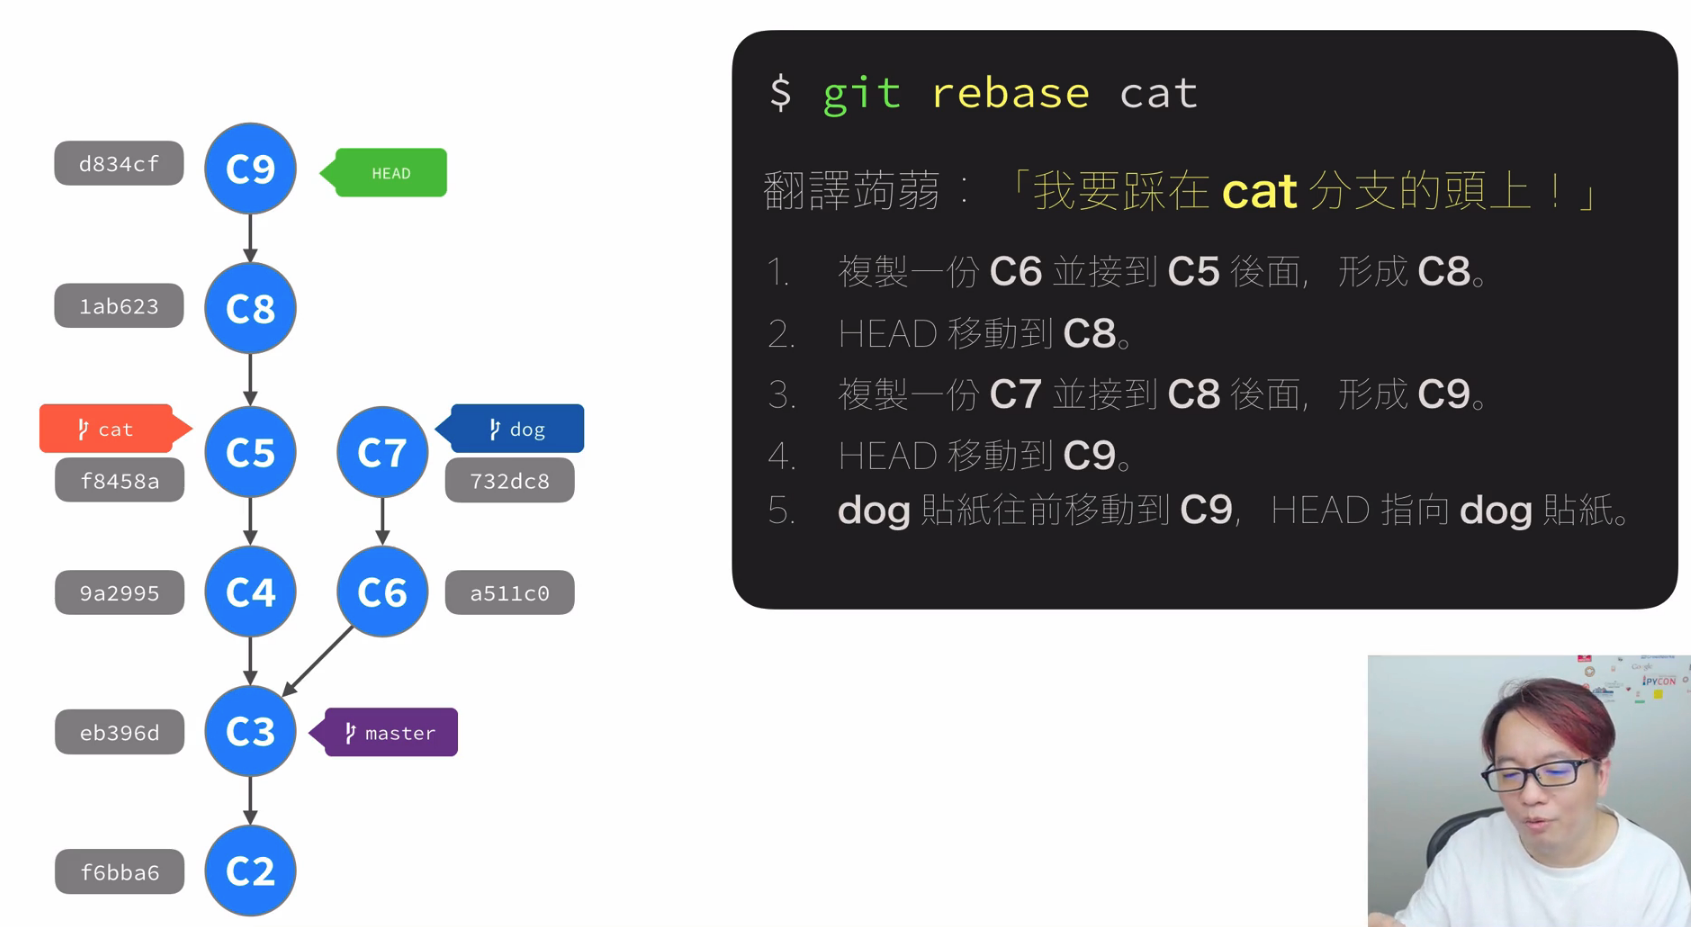 $ git rebase cat
翻譯蒟蒻：「我要踩在 cat 分支的頭上！」
1. 複製一份 C6 並接到 C5 後面，形成 C8。
2. HEAD 移動到 C8。
3. 複製一份 C7 並接到 C8 後面，形成 C9。
4. HEAD 移動到 C9。
5. dog 貼紙往前移動到 C9，HEAD 指向 dog 貼紙。
d834cf C9 HEAD
1ab623 C8
cat C5 C7 dog
f8458a 732dc8
9a2995 C4 C6 a511c0
eb396d C3 master
f6bba6 C2
Google
PYCON